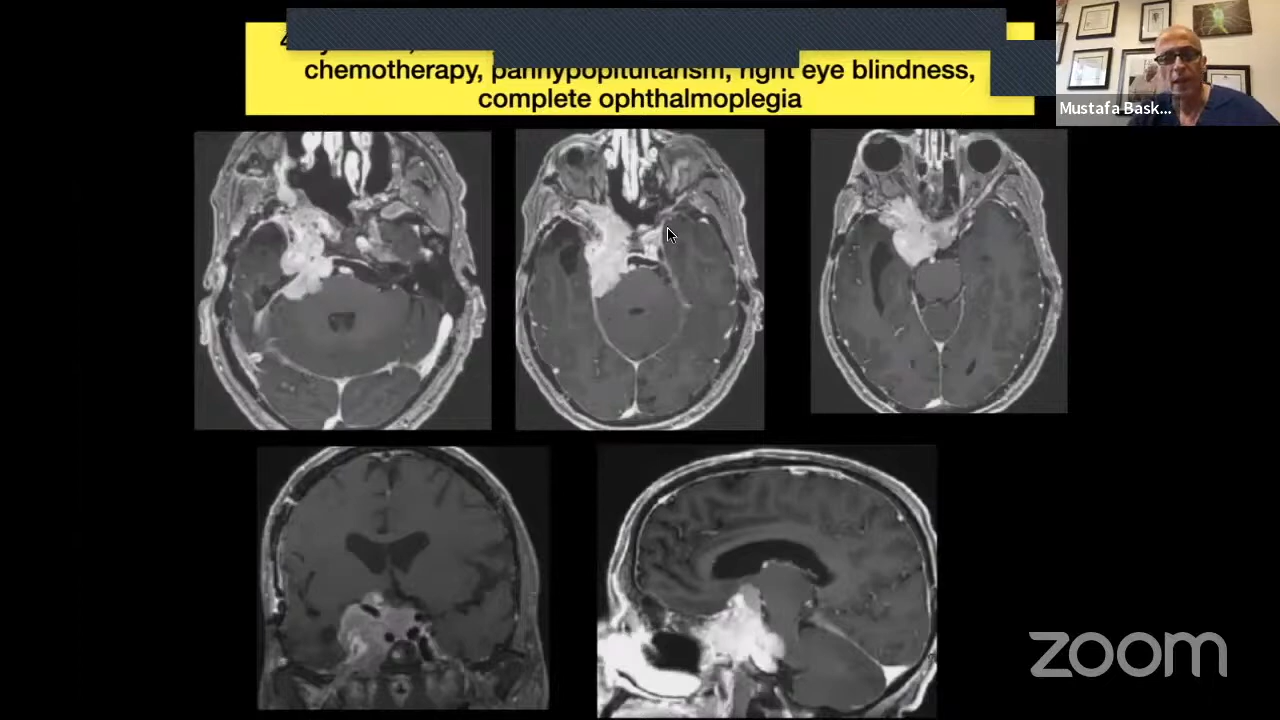 chemotherapy, panhypopituitarism, right eye blindness,
complete ophthalmoplegia
Mustafa Bask...
zoom